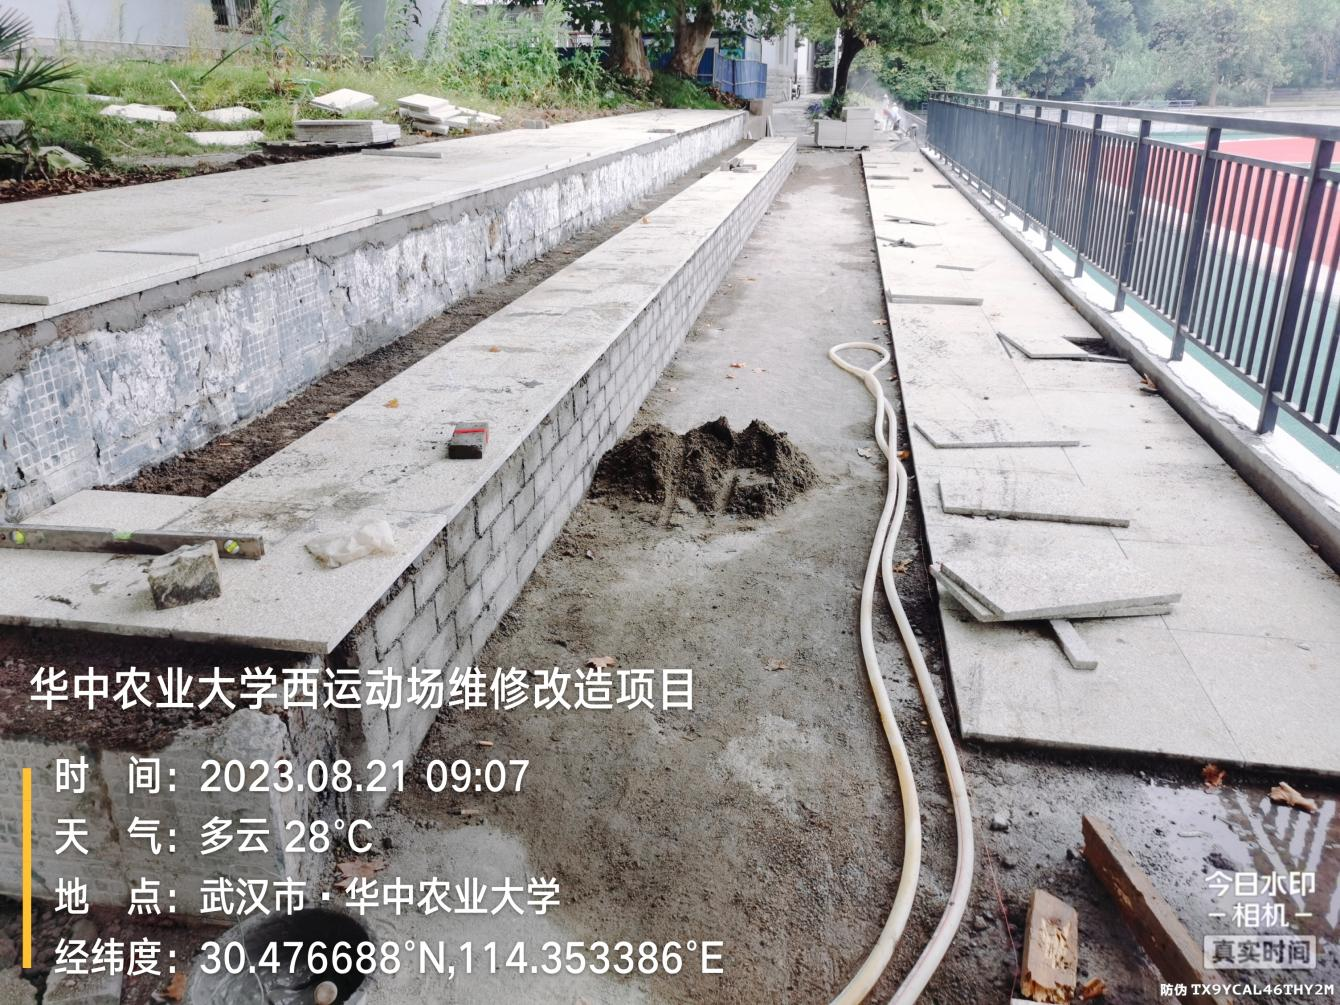 华中农业大学西运动场维修改造项目
时 间：2023.08.21 09:07
天 气：多云 28°C
地 点：武汉市·华中农业大学
经纬度：30.476688°N,114.353386°E
今日水印
-相机-
真实时间
防伪 TX9YCAL46THY2M